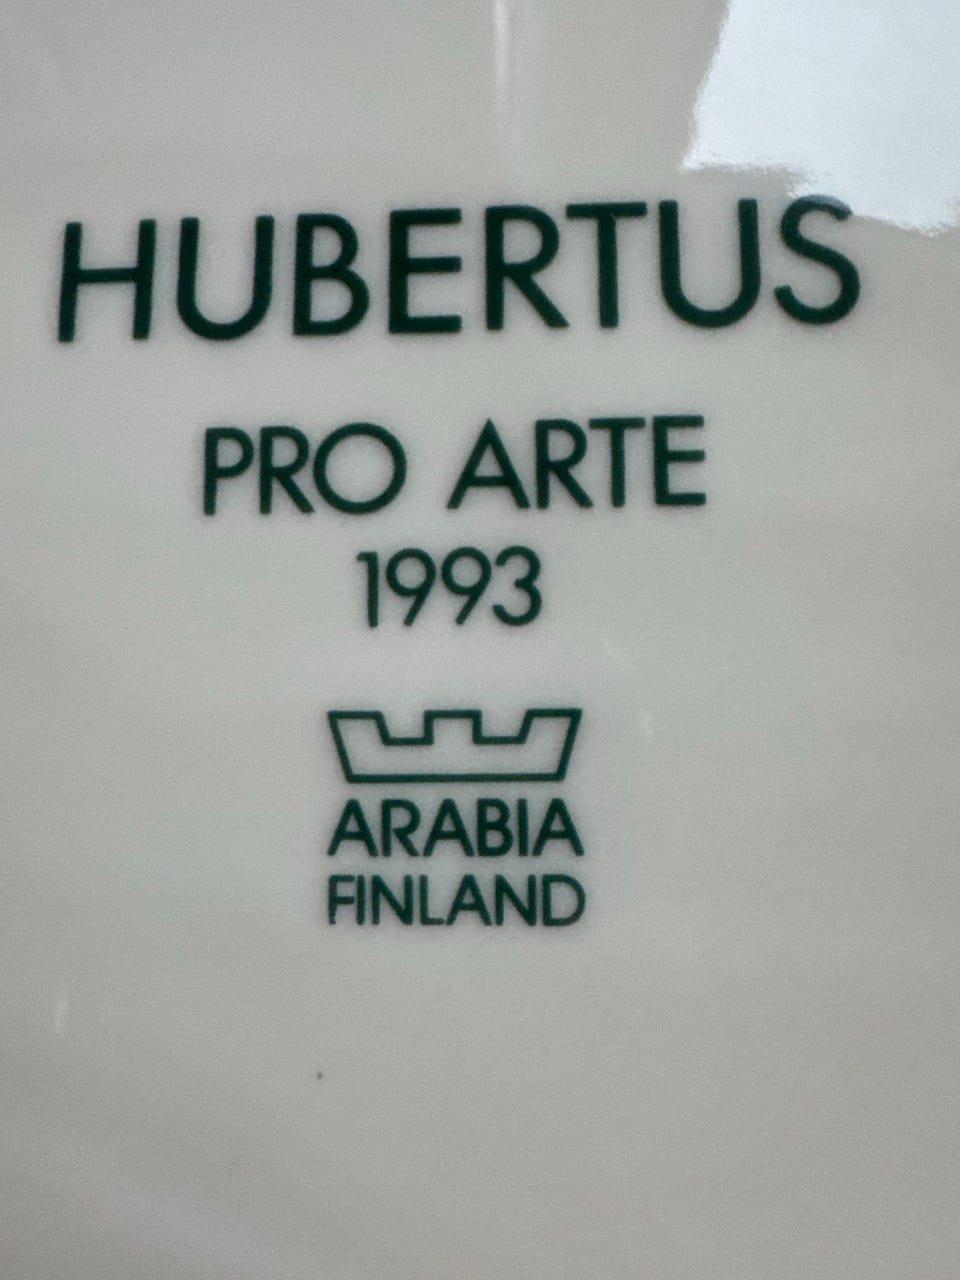 HUBERTUS
PRO ARTE
1993
ARABIA
FINLAND